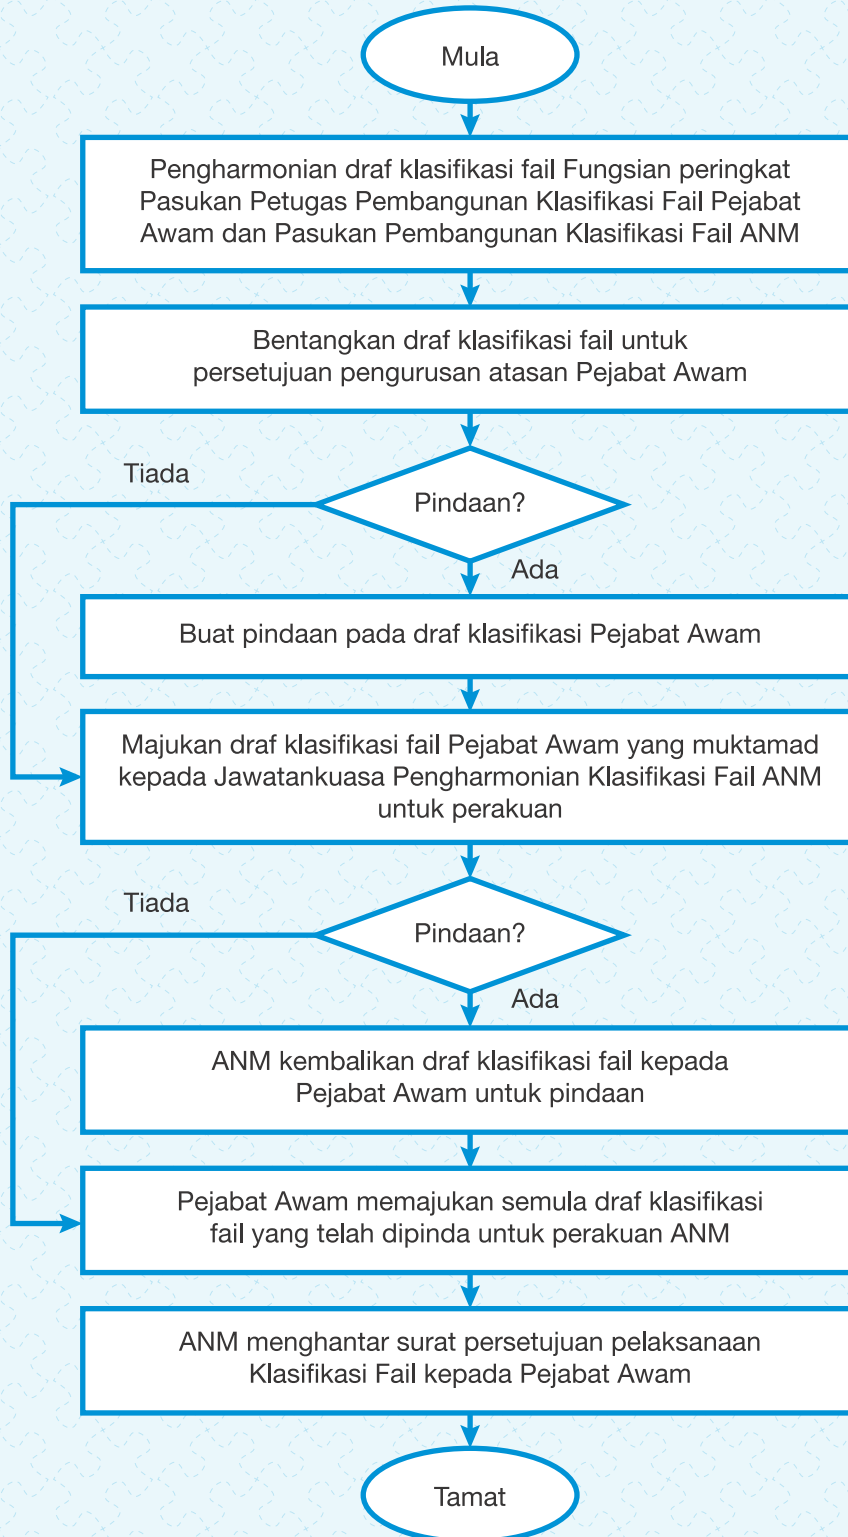 Mula
Pengharmonian draf klasifikasi fail Fungsian peringkat
Pasukan Petugas Pembangunan Klasifikasi Fail Pejabat
Awam dan Pasukan Pembangunan Klasifikasi Fail ANM
Bentangkan draf klasifikasi fail untuk
persetujuan pengurusan atasan Pejabat Awam
Tiada
Pindaan?
Ada
Buat pindaan pada draf klasifikasi Pejabat Awam
Majukan draf klasifikasi fail Pejabat Awam yang muktamad
kepada Jawatankuasa Pengharmonian Klasifikasi Fail ANM
untuk perakuan
Tiada
Pindaan?
Ada
ANM kembalikan draf klasifikasi fail kepada
Pejabat Awam untuk pindaan
Pejabat Awam memajukan semula draf klasifikasi
fail yang telah dipinda untuk perakuan ANM
ANM menghantar surat persetujuan pelaksanaan
Klasifikasi Fail kepada Pejabat Awam
Tamat